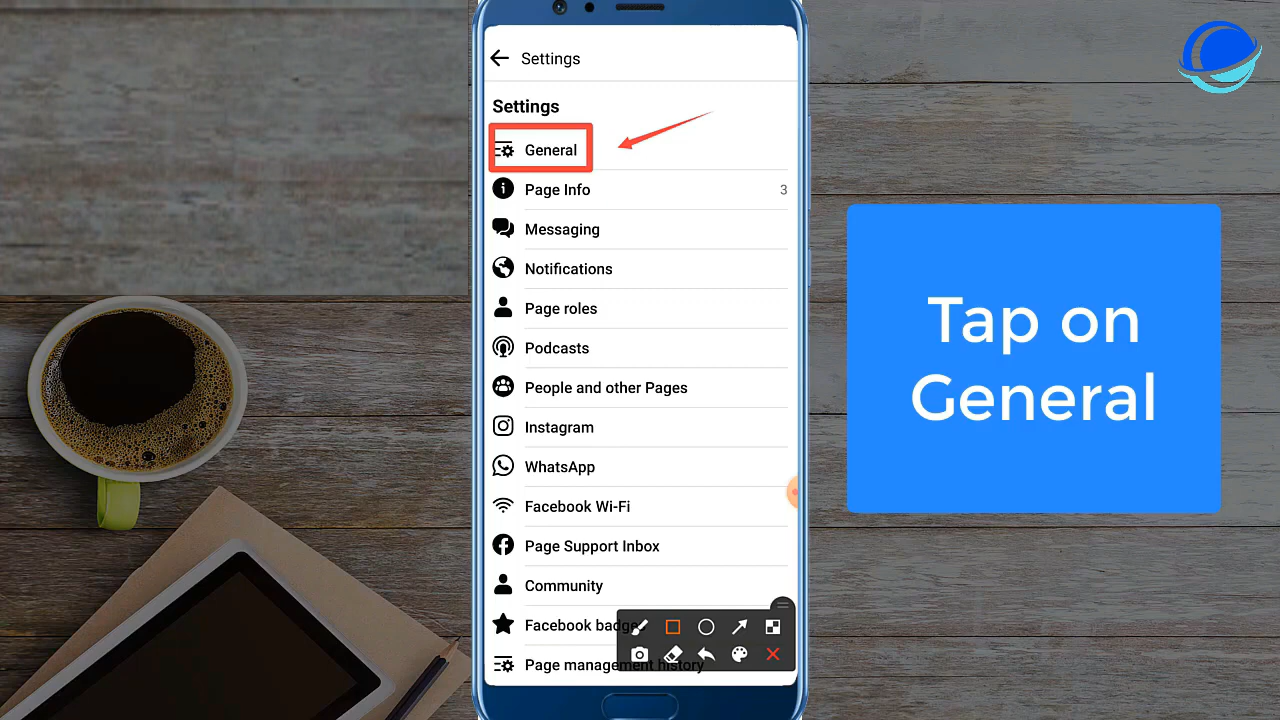 Settings
Settings
General
Page Info 3
Messaging
Notifications
Page roles
Podcasts
People and other Pages
Instagram
WhatsApp
Facebook Wi-Fi
Page Support Inbox
Community
Facebook badge
Page management history
Tap on
General